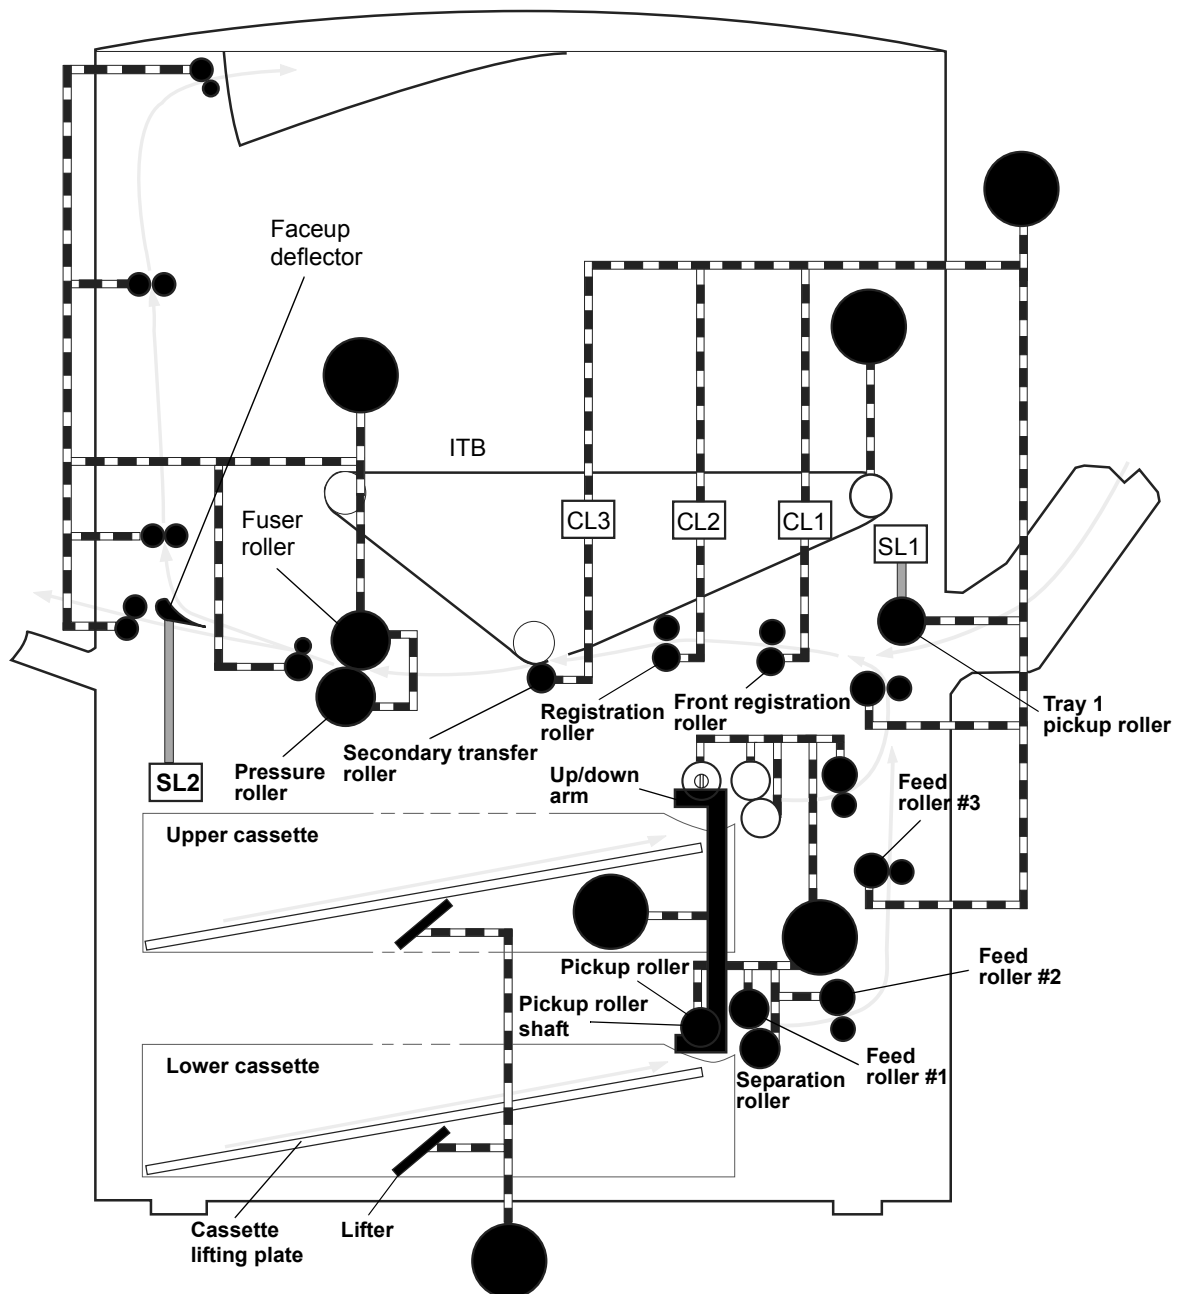 Faceup
deflector
ITB
CL3
CL2
CL1
Fuser
roller
SL1
Registration
roller
Front registration
roller
Tray 1
pickup roller
Secondary transfer
roller
Pressure
roller
SL2
Up/down
arm
Feed
roller #3
Upper cassette
Pickup roller
Feed
roller #2
Pickup roller
shaft
Lower cassette
Separation
roller
Feed
roller #1
Cassette
lifting plate
Lifter